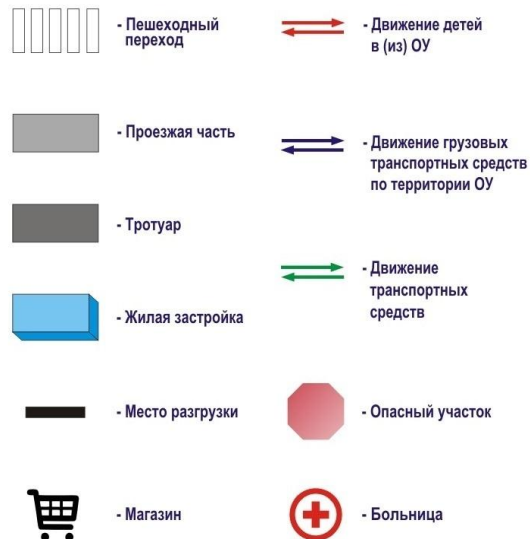 - Пешеходный
переход
- Проезжая часть
- Тротуар
- Жилая застройка
- Место разгрузки
- Магазин
- Движение детей
в (из) ОУ
- Движение грузовых
транспортных средств
по территории ОУ
- Движение
транспортных
средств
- Опасный участок
- Больница